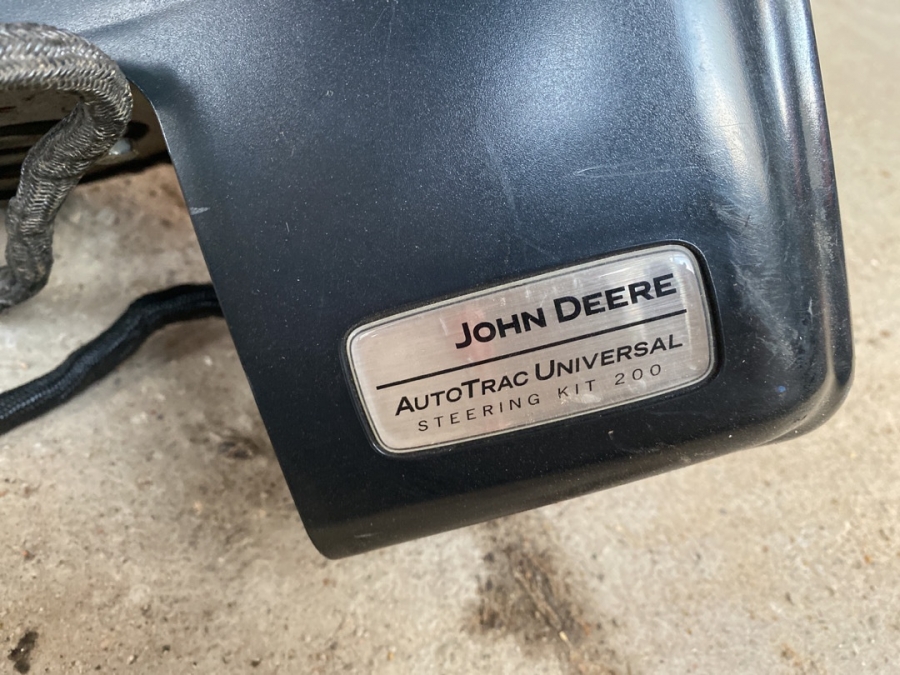 JOHN DEERE
AUTOTRAC UNIVERSAL
STEERING KIT 200